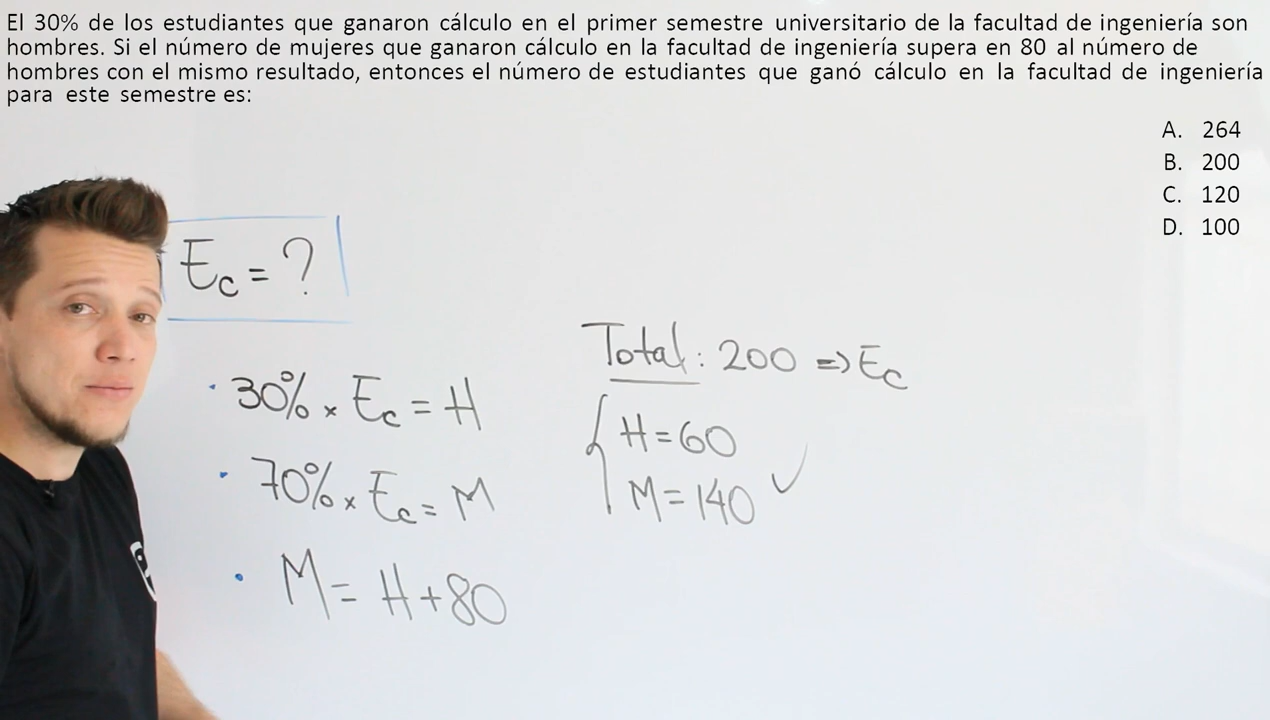 El 30% de los estudiantes que ganaron cálculo en el primer semestre universitario de la facultad de ingeniería son
hombres. Si el número de mujeres que ganaron cálculo en la facultad de ingeniería supera en 80 al número de
hombres con el mismo resultado, entonces el número de estudiantes que ganó cálculo en la facultad de ingeniería
para este semestre es:
A. 264
B. 200
C. 120
D. 100
Ec = ?
30% x Ec = H
70% x Ec = M
M = H + 80
Total: 200 => Ec
H = 60
M = 140 ✓